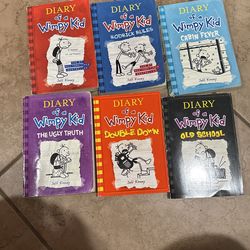 DIARY
of a
Wimpy Kid
Jeff Kinney
DIARY
of a
Wimpy Kid
RODRICK RULES
Jeff Kinney
DIARY
of a
Wimpy Kid
CABIN FEVER
Jeff Kinney
DIARY
of a
Wimpy Kid
THE UGLY TRUTH
Jeff Kinney
DIARY
of a
Wimpy Kid
DOUBLE DOWN
Jeff Kinney
DIARY
of a
Wimpy Kid
OLD SCHOOL
Jeff Kinney